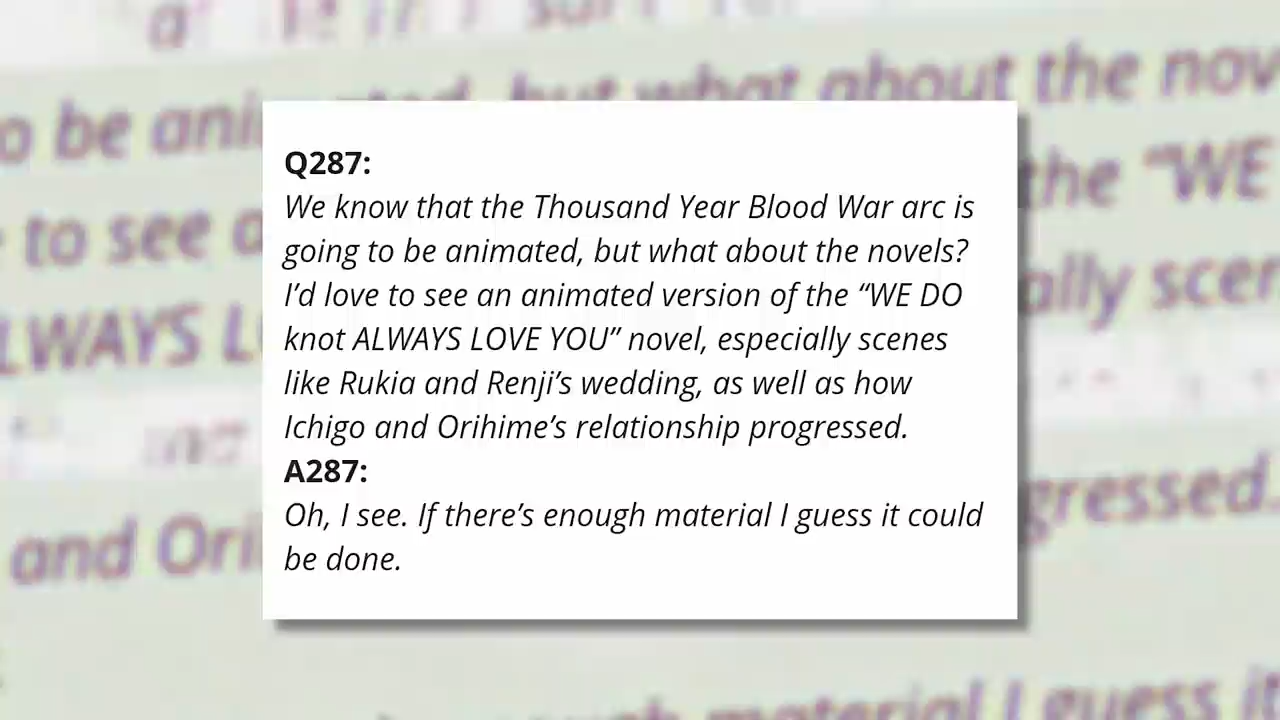 Q287:
We know that the Thousand Year Blood War arc is
going to be animated, but what about the novels?
I'd love to see an animated version of the “WE DO
knot ALWAYS LOVE YOU” novel, especially scenes
like Rukia and Renji's wedding, as well as how
Ichigo and Orihime's relationship progressed.
A287:
Oh, I see. If there's enough material I guess it could
be done.